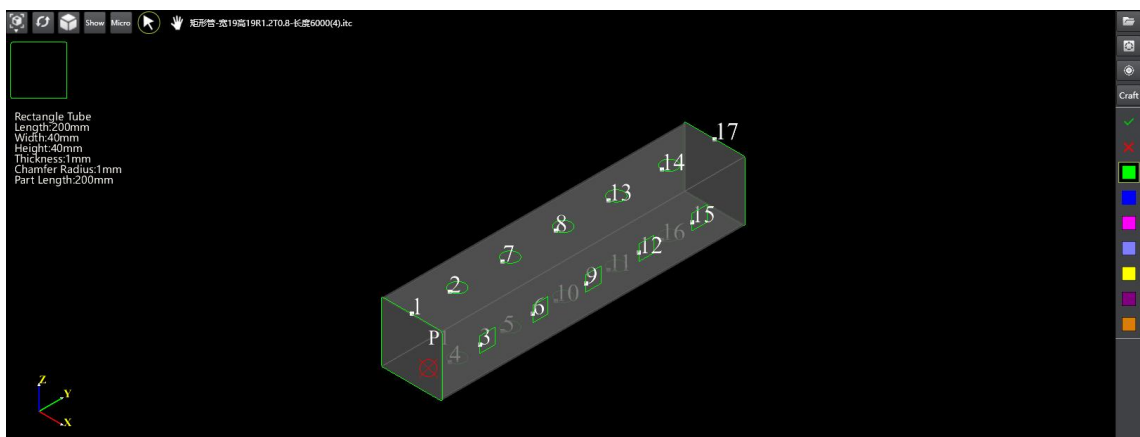 Show Micro 矩形管-宽19高19R1.2T0.8-长度6000(4).itc
Craft
Rectangle Tube
Length:200mm
Width:40mm
Height:40mm
Thickness:1mm
Chamfer Radius:1mm
Part Length:200mm
17
14
13
15
8
16
12
7
11
9
2
10
6
1
5
P
3
4
Z
Y
X